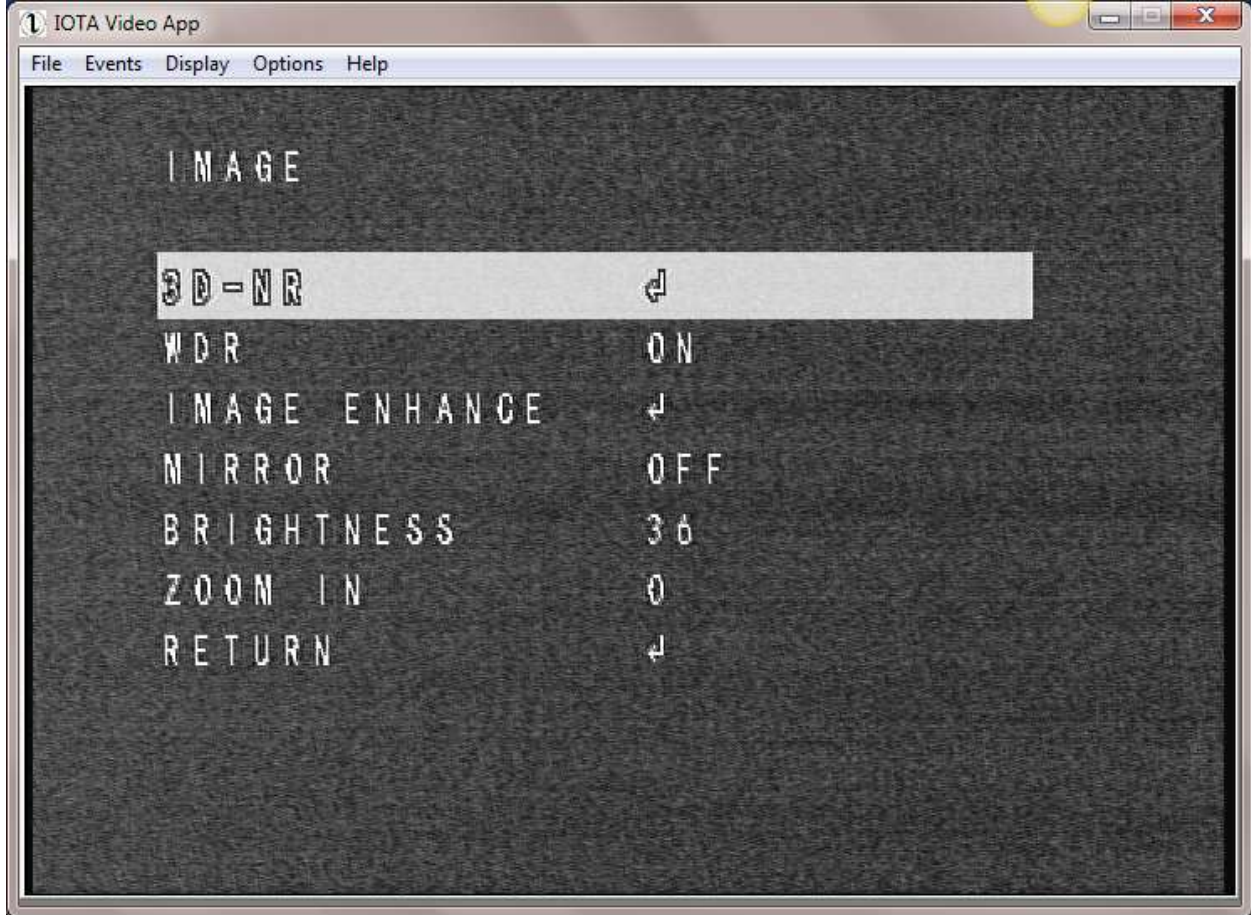 IOTA Video App
File Events Display Options Help
IMAGE
3D-NR ↲
WDR ON
IMAGE ENHANCE ↲
MIRROR OFF
BRIGHTNESS 36
ZOOM IN 0
RETURN ↲